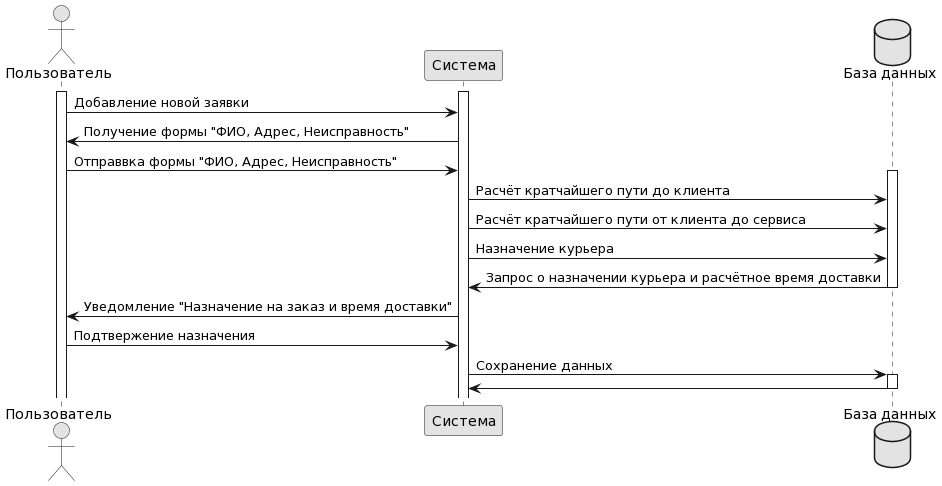 Пользователь
Система
База данных
Добавление новой заявки
Получение формы "ФИО, Адрес, Неисправность"
Отправвка формы "ФИО, Адрес, Неисправность"
Расчёт кратчайшего пути до клиента
Расчёт кратчайшего пути от клиента до сервиса
Назначение курьера
Запрос о назначении курьера и расчётное время доставки
Уведомление "Назначение на заказ и время доставки"
Подтвержение назначения
Сохранение данных
Пользователь
Система
База данных